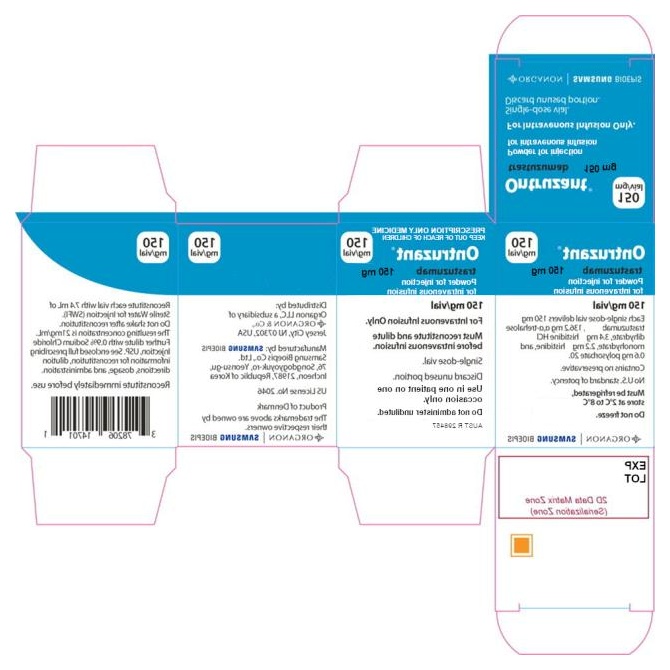 150
mg/vial
Ontruzant®
trastuzumab 150 mg
Powder for injection
for intravenous infusion
For Intravenous Infusion Only.
Single-dose vial.
Discard unused portion.
ORGANON | SAMSUNG BIOEPIS
150
mg/vial
Ontruzant®
trastuzumab 150 mg
Powder for injection
for intravenous infusion
150 mg/vial
Each single-dose vial delivers 150 mg
trastuzumab , 136.2 mg α,α-trehalose
dihydrate, 3.4 mg histidine HCl
monohydrate, 2.2 mg histidine, and
0.6 mg polysorbate 20.
Contains no preservative.
No U.S. standard of potency.
Must be refrigerated,
store at 2°C to 8°C
Do not freeze.
ORGANON | SAMSUNG BIOEPIS
EXP
LOT
2D Data Matrix Zone
(Serialization Zone)
PRESCRIPTION ONLY MEDICINE
KEEP OUT OF REACH OF CHILDREN
150
mg/vial
Ontruzant®
trastuzumab 150 mg
Powder for injection
for intravenous infusion
150 mg/vial
For Intravenous Infusion Only.
Must reconstitute and dilute
before intravenous infusion.
Single-dose vial.
Discard unused portion.
Use in one patient on one
occasion only
Do not administer undiluted.
AUST R 298457
150
mg/vial
Distributed by:
Organon LLC, a subsidiary of
ORGANON & Co.,
Jersey City, NJ 07302, USA
Manufactured by: SAMSUNG BIOEPIS
Samsung Bioepis Co., Ltd.
76, Songdogyoyuk-ro, Yeonsu-gu,
Incheon, 21987, Republic of Korea
US License No. 2046
Product of Denmark
The trademarks above are owned by
their respective owners.
ORGANON | SAMSUNG BIOEPIS
150
mg/vial
Reconstitute each vial with 7.4 mL of
Sterile Water for Injection (SWFI).
Do not shake after reconstitution.
The resulting concentration is 21 mg/mL.
Further dilute with 0.9% Sodium Chloride
Injection, USP. See enclosed full prescribing
information for reconstitution, dilution
directions, dosage, and administration.
Reconstitute immediately before use.
3 78206 14701 1